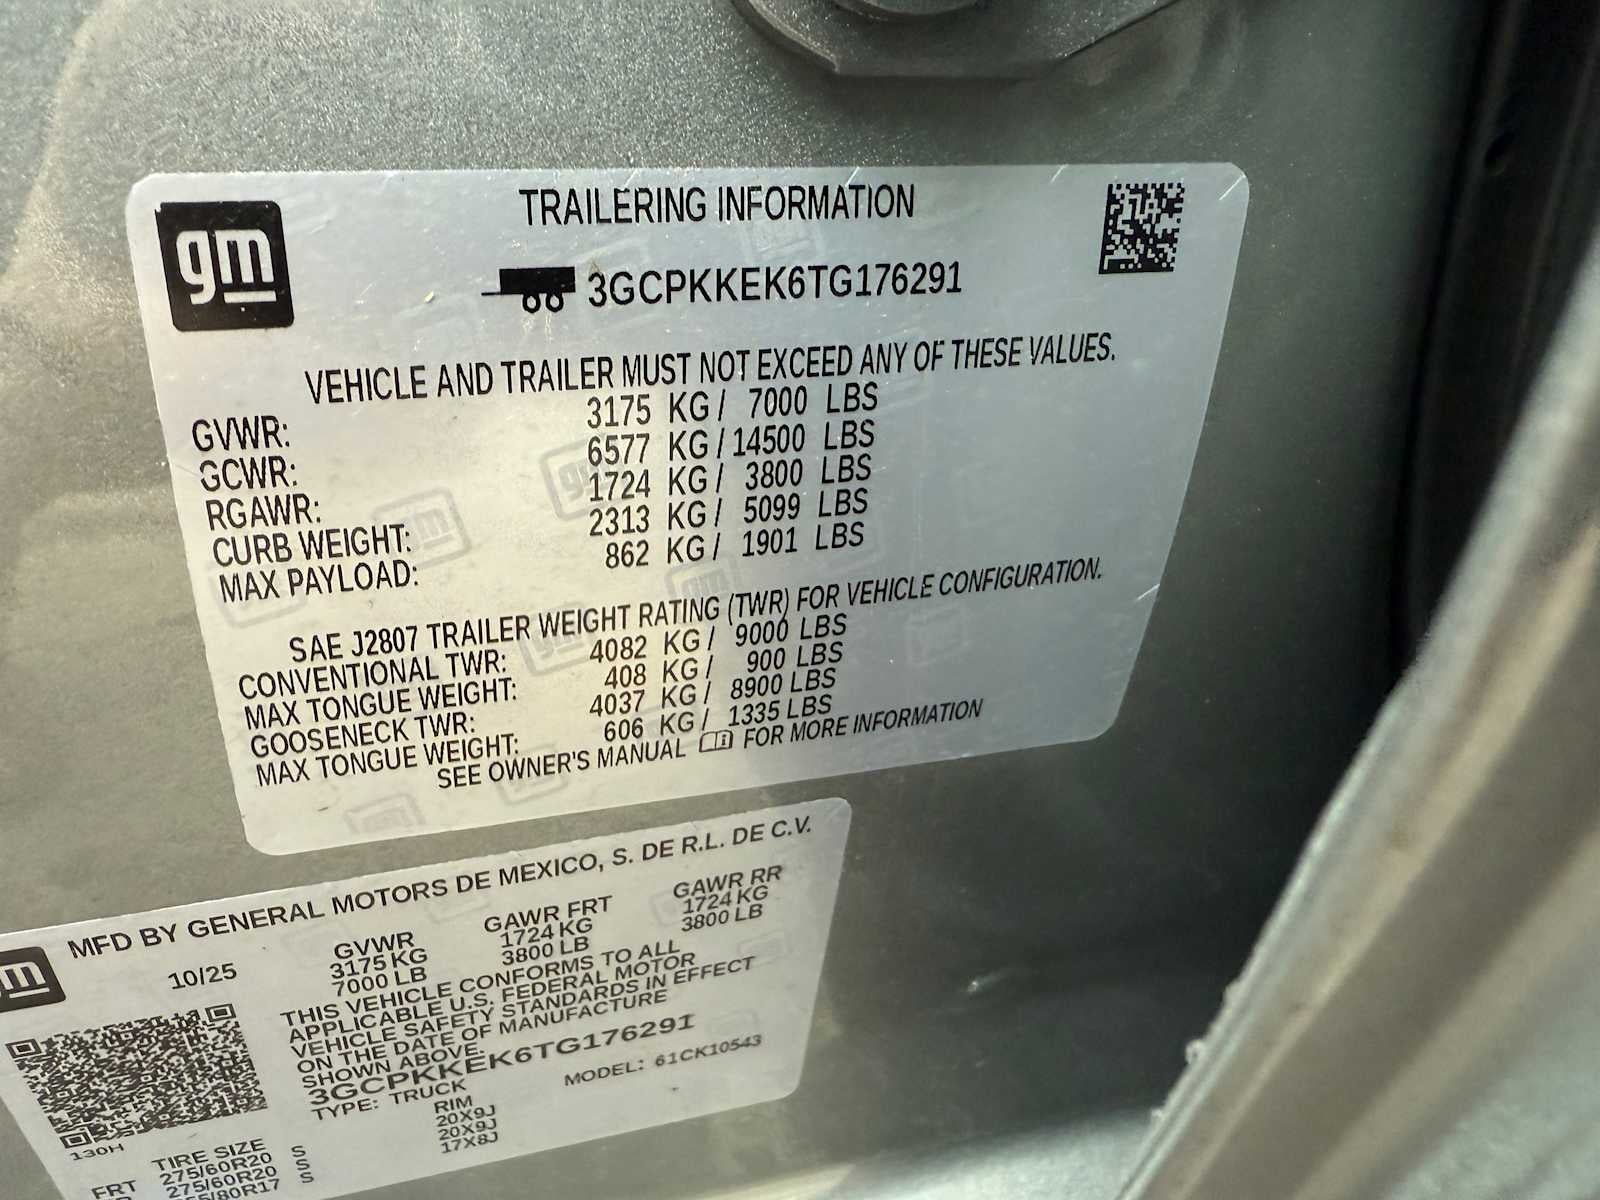 gm
TRAILERING INFORMATION
3GCPKKEK6TG176291
VEHICLE AND TRAILER MUST NOT EXCEED ANY OF THESE VALUES.
GVWR: 3175 KG / 7000 LBS
GCWR: 6577 KG / 14500 LBS
RGAWR: 1724 KG / 3800 LBS
CURB WEIGHT: 2313 KG / 5099 LBS
MAX PAYLOAD: 862 KG / 1901 LBS
SAE J2807 TRAILER WEIGHT RATING (TWR) FOR VEHICLE CONFIGURATION.
CONVENTIONAL TWR: 4082 KG / 9000 LBS
MAX TONGUE WEIGHT: 408 KG / 900 LBS
GOOSENECK TWR: 4037 KG / 8900 LBS
MAX TONGUE WEIGHT: 606 KG / 1335 LBS
SEE OWNER'S MANUAL FOR MORE INFORMATION
gm
MFD BY GENERAL MOTORS DE MEXICO, S. DE R.L. DE C.V.
10/25
GVWR GAWR FRT GAWR RR
3175 KG 1724 KG 1724 KG
7000 LB 3800 LB 3800 LB
THIS VEHICLE CONFORMS TO ALL
APPLICABLE U.S. FEDERAL MOTOR
VEHICLE SAFETY STANDARDS IN EFFECT
ON THE DATE OF MANUFACTURE
SHOWN ABOVE.
3GCPKKEK6TG176291
TYPE: TRUCK MODEL: 61CK10543
130H
TIRE SIZE RIM
FRT 275/60R20 S 20X9J
275/60R20 S 20X9J
80R17 S 17X8J